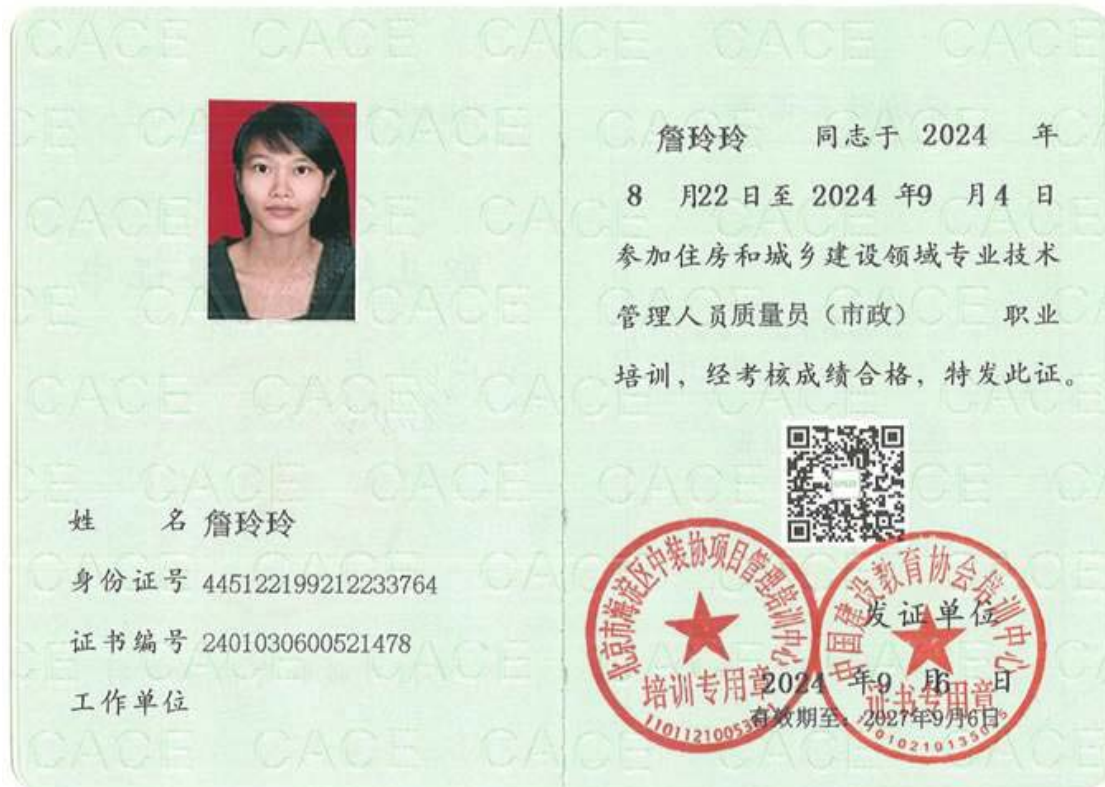 姓 名 詹玲玲
身份证号 445122199212233764
证书编号 2401030600521478
工作单位
詹玲玲 同志于 2024 年
8 月22 日至 2024 年9 月4 日
参加住房和城乡建设领域专业技术
管理人员质量员（市政） 职业
培训，经考核成绩合格，特发此证。
北京市海淀区中装协项目管理培训中心
培训专用章
中国建设教育协会培训中心
证书专用章
发证单位
2024 年9 月6 日
有效期至：2027年9月6日
CACE